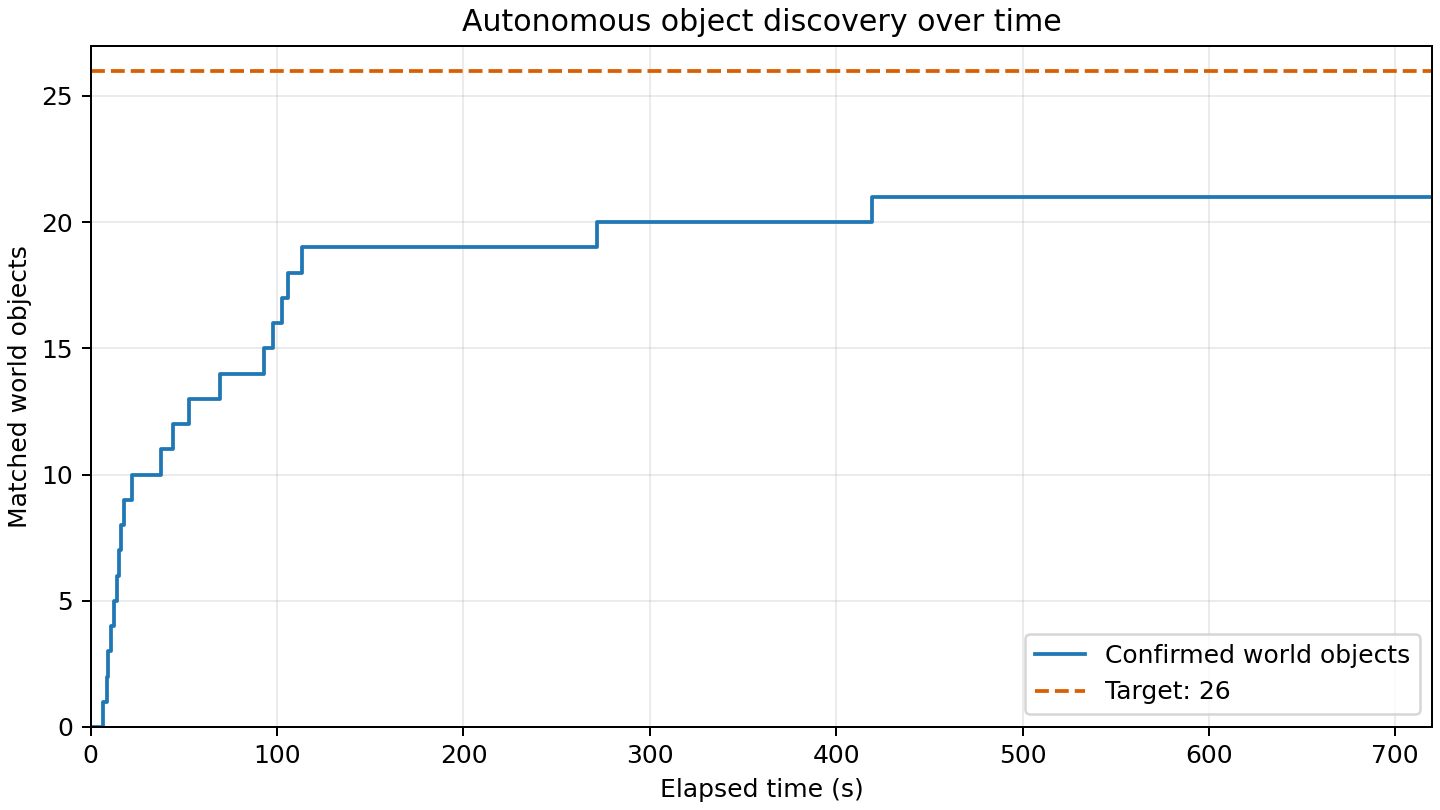 Autonomous object discovery over time
Matched world objects
25
20
15
10
5
0
0 100 200 300 400 500 600 700
Elapsed time (s)
Confirmed world objects
Target: 26